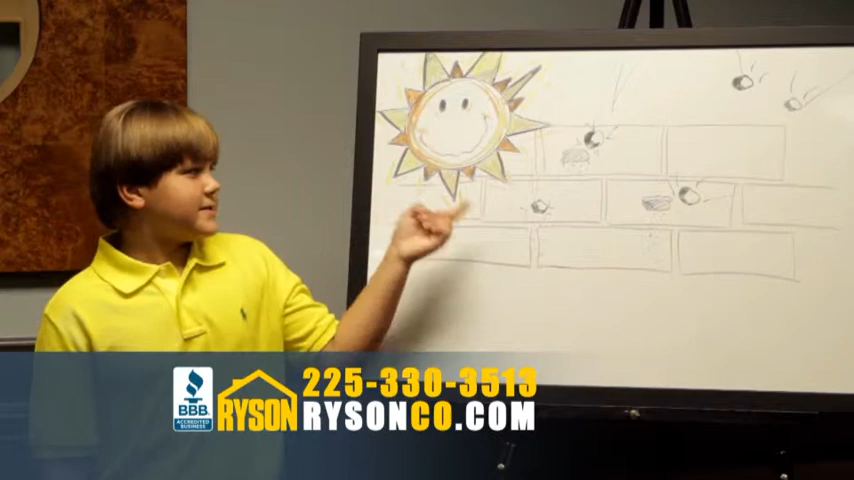 225-330-3513
BBB
ACCREDITED
BUSINESS
RYSON
RYSONCO.COM